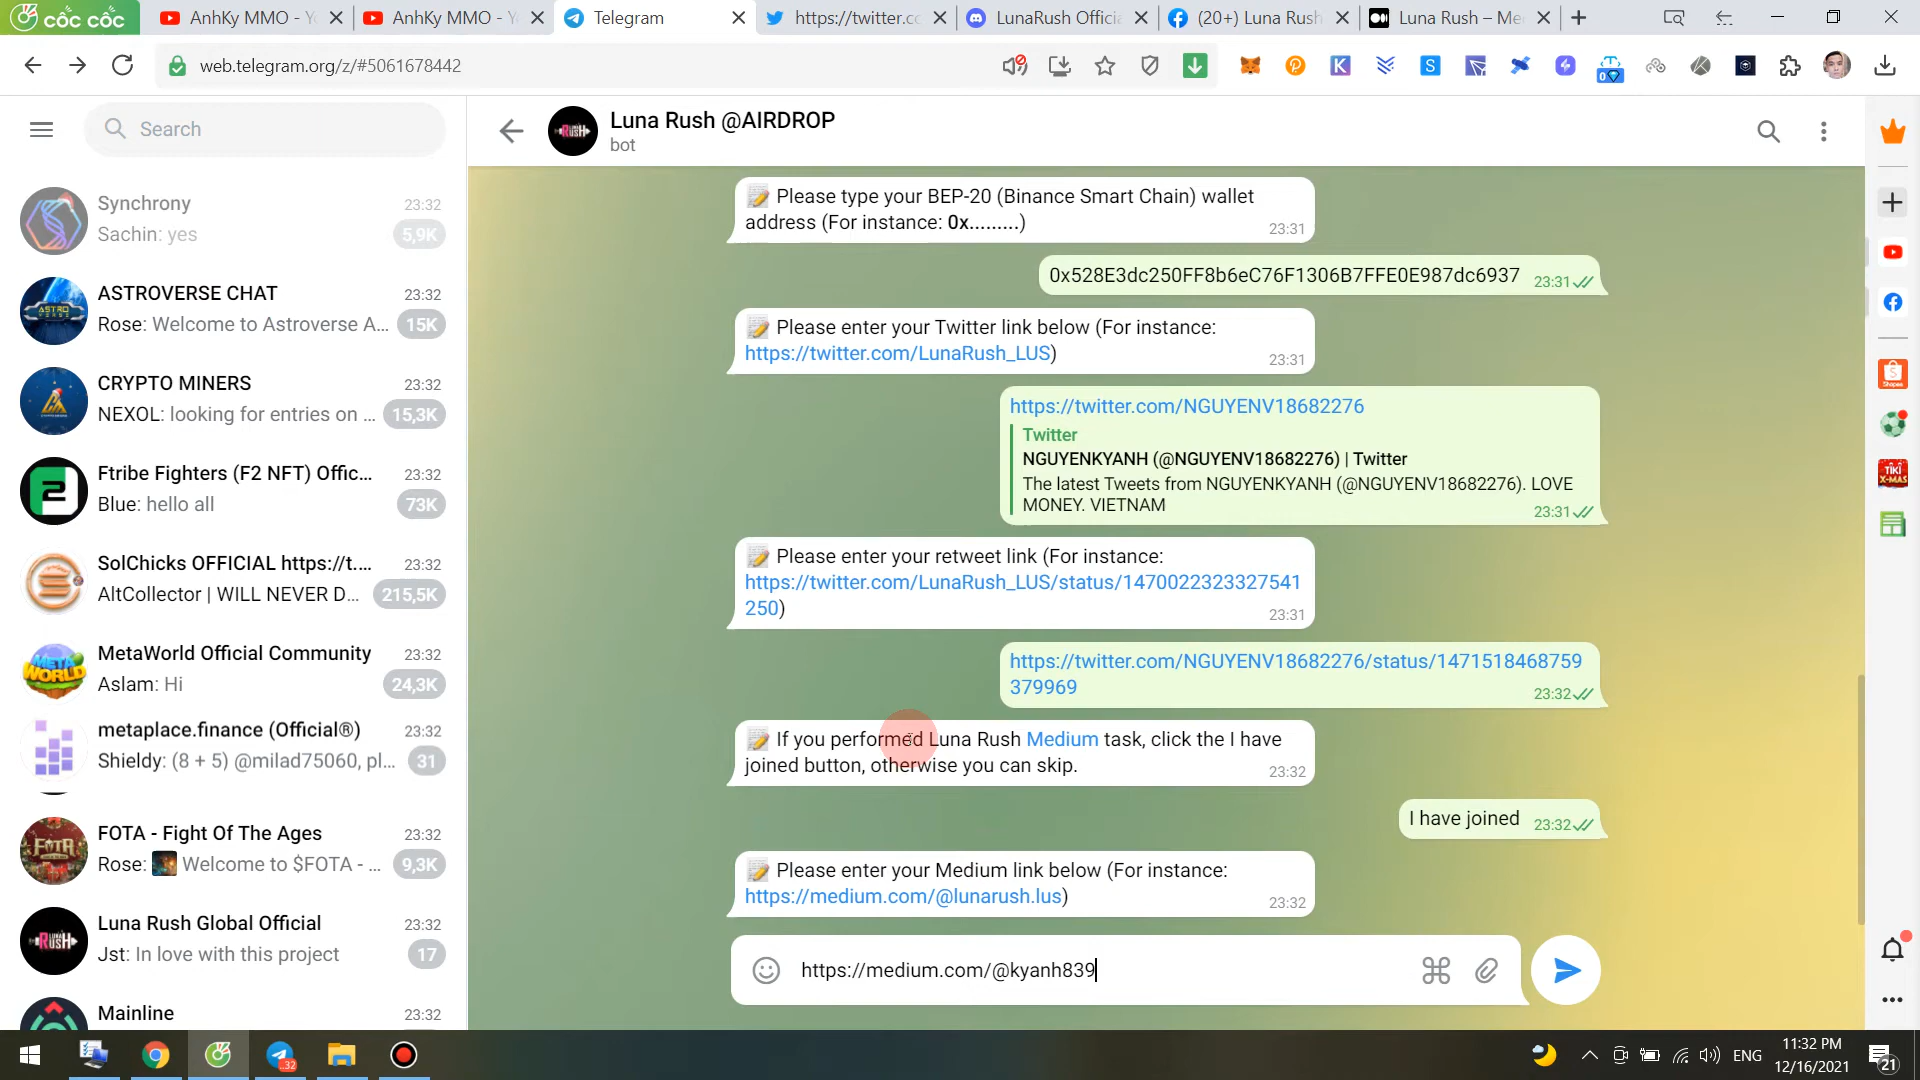 cốc cốc
AnhKy MMO - Y
AnhKy MMO - Y
Telegram
https://twitter.co
LunaRush Officia
(20+) Luna Rush
Luna Rush – Me
web.telegram.org/z/#5061678442
Search
Luna Rush @AIRDROP
bot
Synchrony 23:32
Sachin: yes 5,9K
ASTROVERSE CHAT 23:32
Rose: Welcome to Astroverse A... 15K
CRYPTO MINERS 23:32
NEXOL: looking for entries on ... 15,3K
Ftribe Fighters (F2 NFT) Offic... 23:32
Blue: hello all 73K
SolChicks OFFICIAL https://t.... 23:32
AltCollector | WILL NEVER D... 215,5K
MetaWorld Official Community 23:32
Aslam: Hi 24,3K
metaplace.finance (Official®) 23:32
Shieldy: (8 + 5) @milad75060, pl... 31
FOTA - Fight Of The Ages 23:32
Rose: Welcome to $FOTA - ... 9,3K
Luna Rush Global Official 23:32
Jst: In love with this project 17
Mainline 23:32
Please type your BEP-20 (Binance Smart Chain) wallet
address (For instance: 0x.........) 23:31
0x528E3dc250FF8b6eC76F1306B7FFE0E987dc6937 23:31
Please enter your Twitter link below (For instance:
https://twitter.com/LunaRush_LUS) 23:31
https://twitter.com/NGUYENV18682276
Twitter
NGUYENKYANH (@NGUYENV18682276) | Twitter
The latest Tweets from NGUYENKYANH (@NGUYENV18682276). LOVE
MONEY. VIETNAM 23:31
Please enter your retweet link (For instance:
https://twitter.com/LunaRush_LUS/status/1470022323327541
250) 23:31
https://twitter.com/NGUYENV18682276/status/1471518468759
379969 23:32
If you performed Luna Rush Medium task, click the I have
joined button, otherwise you can skip. 23:32
I have joined 23:32
Please enter your Medium link below (For instance:
https://medium.com/@lunarush.lus) 23:32
https://medium.com/@kyanh839
ENG
11:32 PM
12/16/2021
21